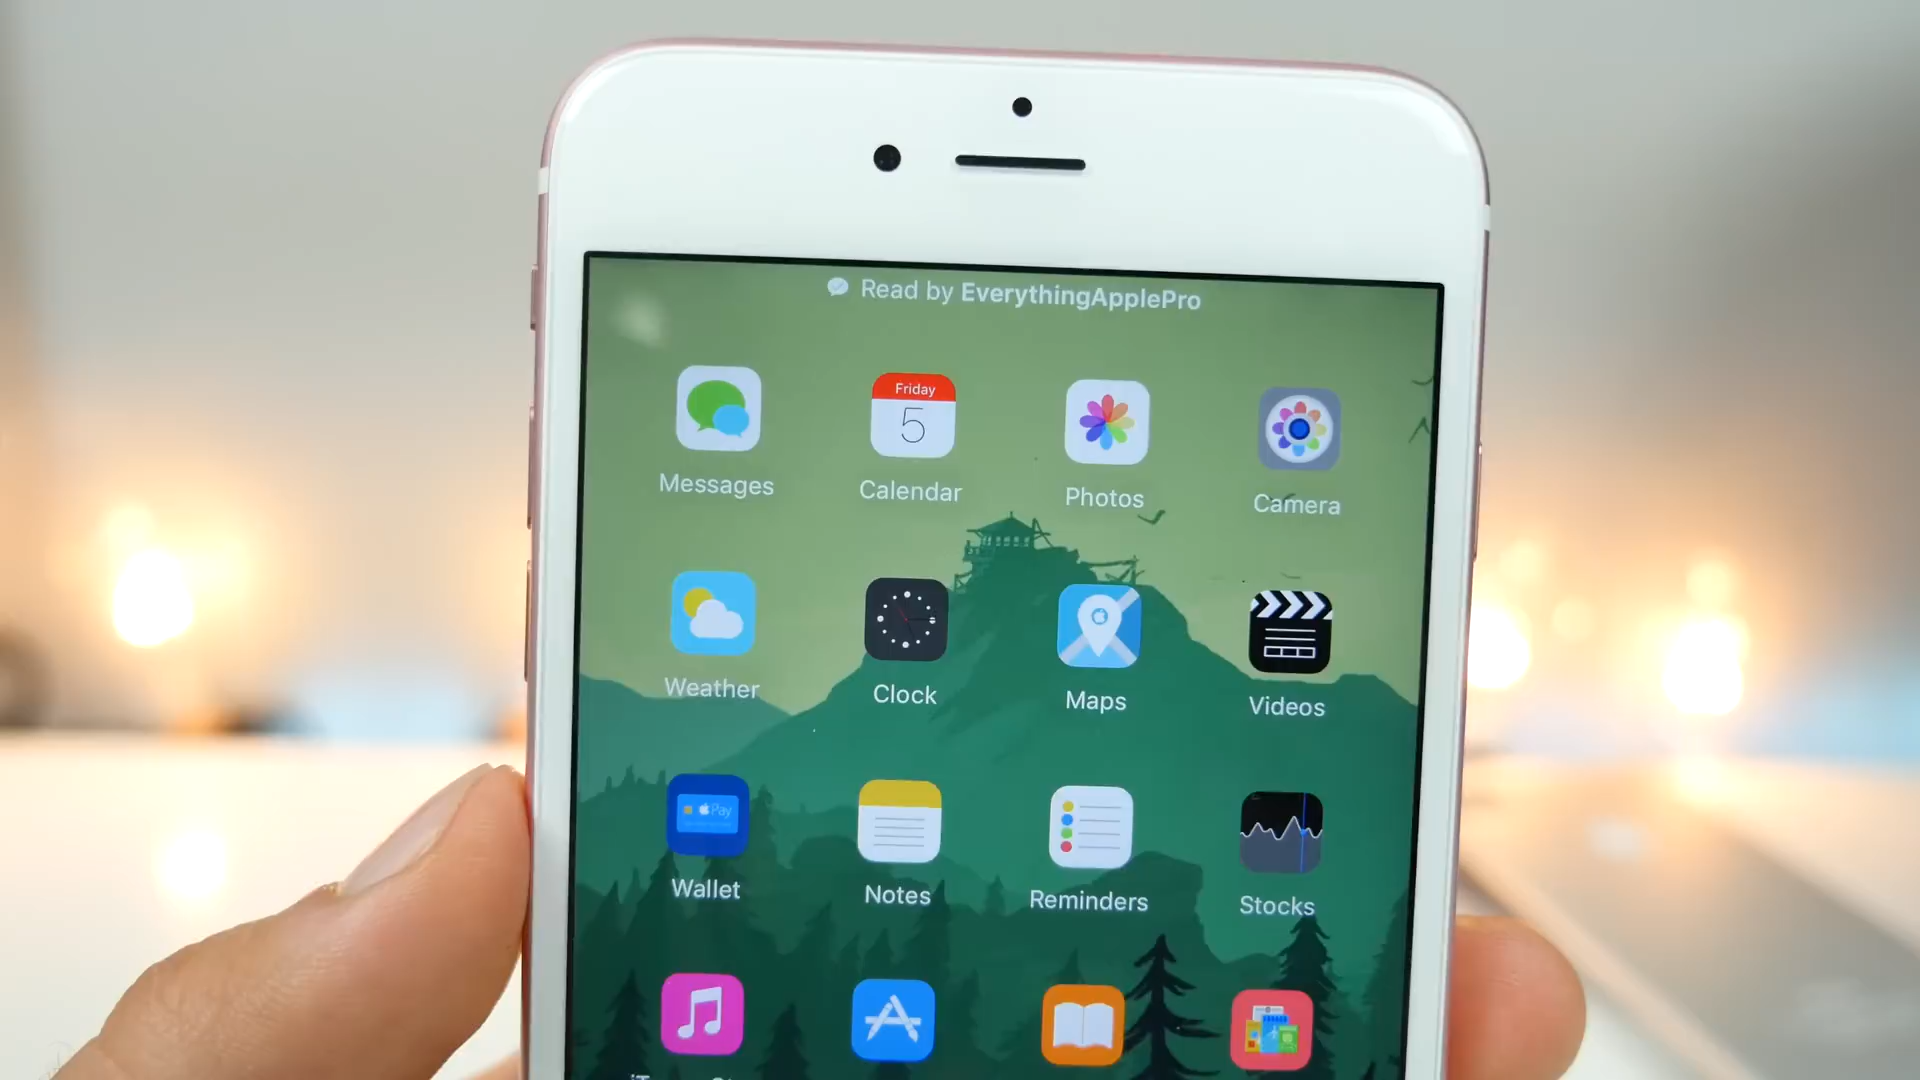 Read by EverythingApplePro
Friday
5
Messages
Calendar
Photos
Camera
Weather
Clock
Maps
Videos
Pay
Wallet
Notes
Reminders
Stocks